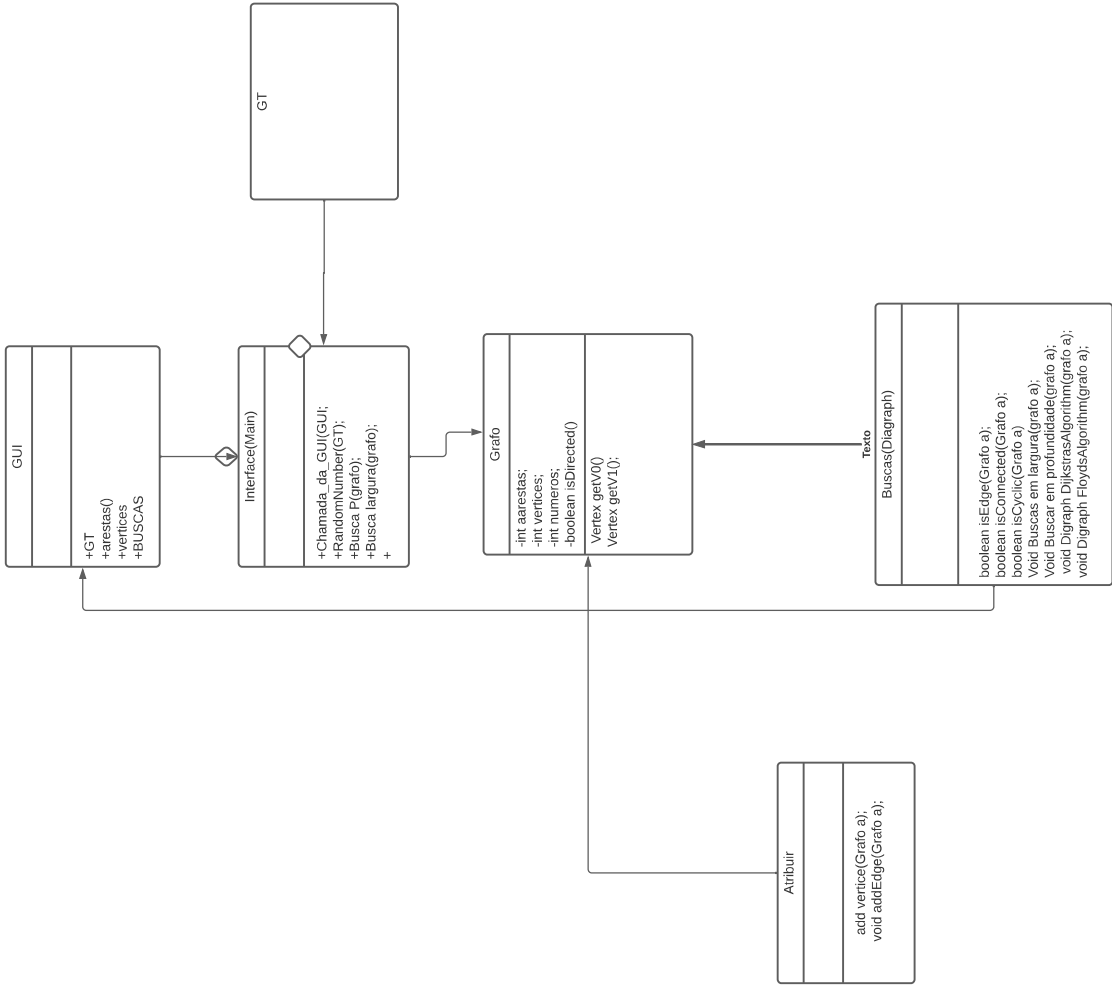 GUI
+GT
+arestas()
+vertices
+BUSCAS
GT
Interface(Main)
+Chamada_da_GUI(GUI;
+RandomNumber(GT);
+Busca P(grafo);
+Busca largura(grafo);
+
Grafo
-int aarestas;
-int vertices;
-int numeros;
-boolean isDirected()
Vertex getV0()
Vertex getV1();
Texto
Buscas(Diagraph)
boolean isEdge(Grafo a);
boolean isConnected(Grafo a);
boolean isCyclic(Grafo a)
Void Buscas em largura(grafo a);
Void Buscar em profundidade(grafo a);
void Digraph DijkstrasAlgorithm(grafo a);
void Digraph FloydsAlgorithm(grafo a);
Atribuir
add vertice(Grafo a);
void addEdge(Grafo a);